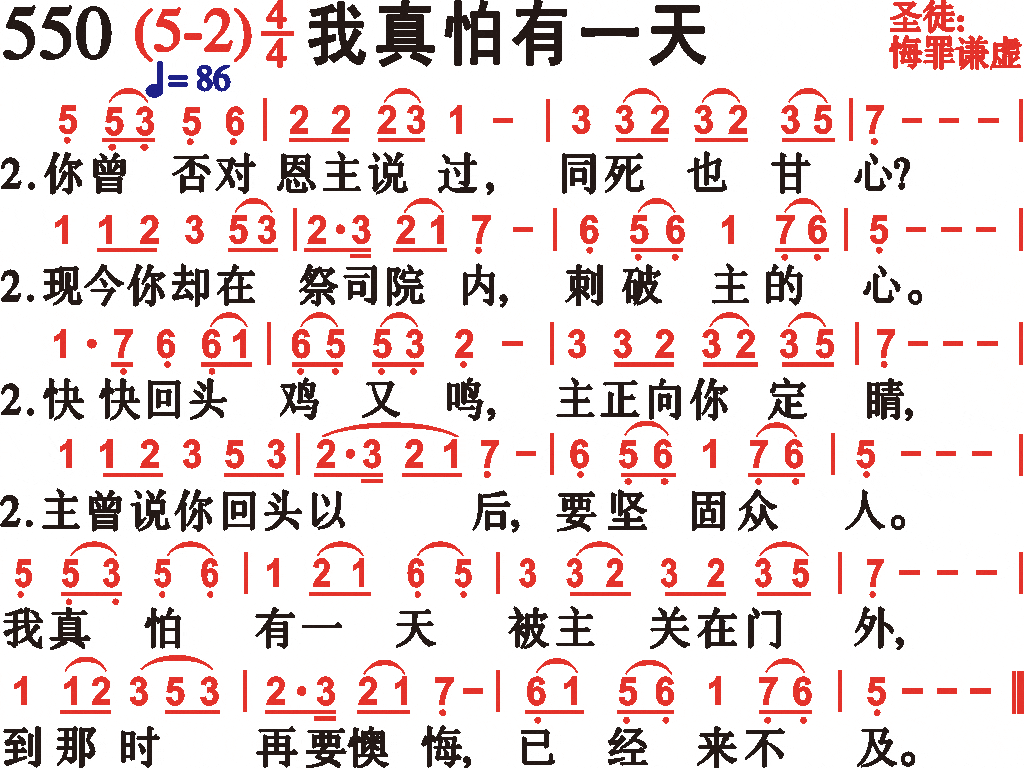 550 (5-2) 4/4 我真怕有一天 圣徒:
♩= 86 悔罪谦虚
5 5 3 5 6 | 2 2 2 3 1 - | 3 3 2 3 2 3 5 | 7 - - - |
2.你曾 否对 恩主说 过, 同死 也 甘 心?
1 1 2 3 5 3 | 2·3 2 1 7 - | 6 5 6 1 7 6 | 5 - - - |
2.现今你却在 祭司院 内, 刺 破 主 的 心。
1·7 6 6 1 | 6 5 5 3 2 - | 3 3 2 3 2 3 5 | 7 - - - |
2.快 快回头 鸡 又 鸣, 主正向你 定 睛,
1 1 2 3 5 3 | 2·3 2 1 7 - | 6 5 6 1 7 6 | 5 - - - |
2.主曾说你回头以 后, 要坚 固众 人。
5 5 3 5 6 | 1 2 1 6 5 | 3 3 2 3 2 3 5 | 7 - - - |
我真 怕 有一 天 被主 关在门 外,
1 1 2 3 5 3 | 2·3 2 1 7 - | 6 1 5 6 1 7 6 | 5 - - - ‖
到那 时 再要懊 悔, 已 经 来不 及。